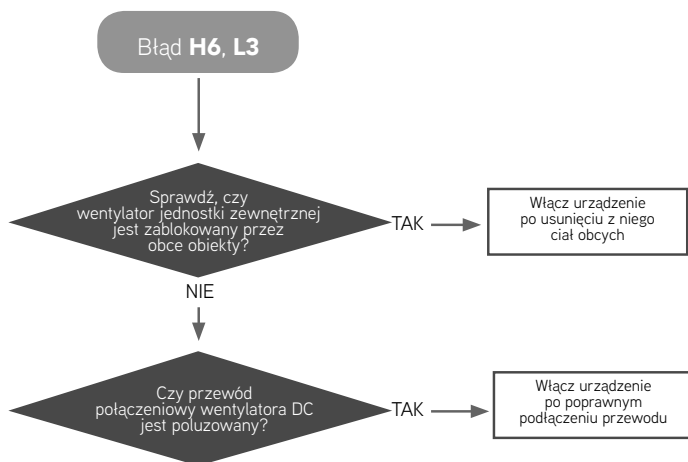 Błąd H6, L3
Sprawdź, czy
wentylator jednostki zewnętrznej
jest zablokowany przez
obce obiekty?
TAK
Włącz urządzenie
po usunięciu z niego
ciał obcych
NIE
Czy przewód
połączeniowy wentylatora DC
jest poluzowany?
TAK
Włącz urządzenie
po poprawnym
podłączeniu przewodu